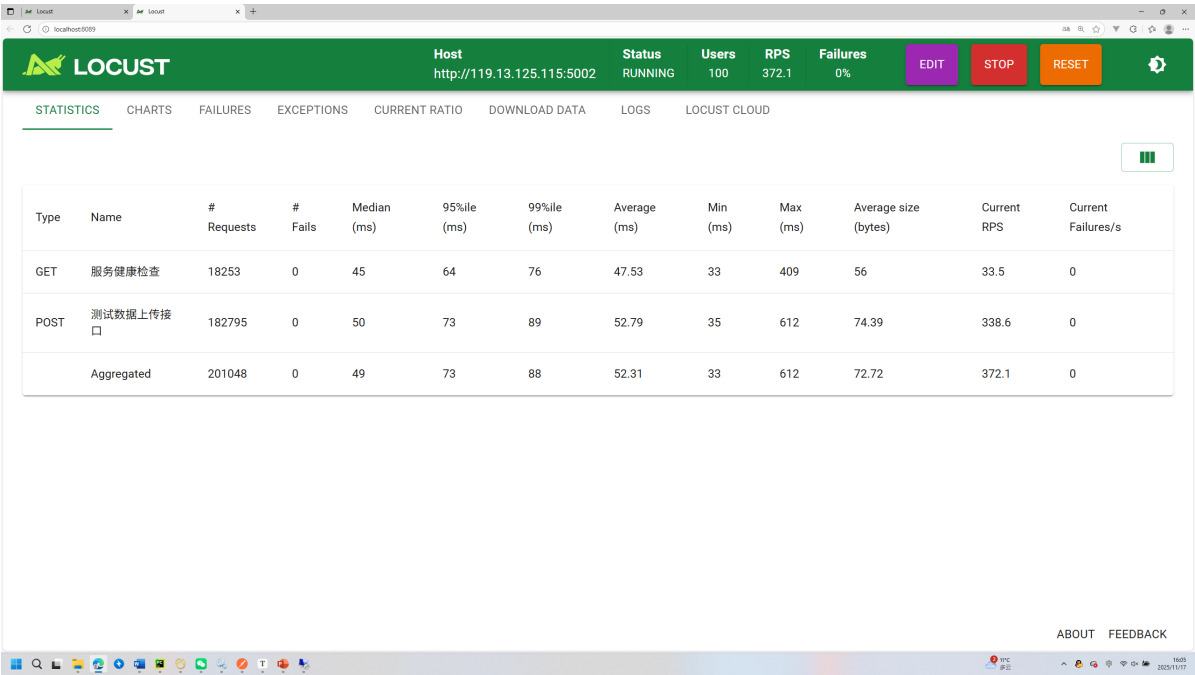 Locust
Locust
localhost:8089
LOCUST
Host
http://119.13.125.115:5002
Status
RUNNING
Users
100
RPS
372.1
Failures
0%
EDIT
STOP
RESET
STATISTICS
CHARTS
FAILURES
EXCEPTIONS
CURRENT RATIO
DOWNLOAD DATA
LOGS
LOCUST CLOUD
Type Name # Requests # Fails Median (ms) 95%ile (ms) 99%ile (ms) Average (ms) Min (ms) Max (ms) Average size (bytes) Current RPS Current Failures/s
GET 服务健康检查 18253 0 45 64 76 47.53 33 409 56 33.5 0
POST 测试数据上传接口 182795 0 50 73 89 52.79 35 612 74.39 338.6 0
Aggregated 201048 0 49 73 88 52.31 33 612 72.72 372.1 0
ABOUT FEEDBACK
11°C
多云
中
16:05
2025/11/17